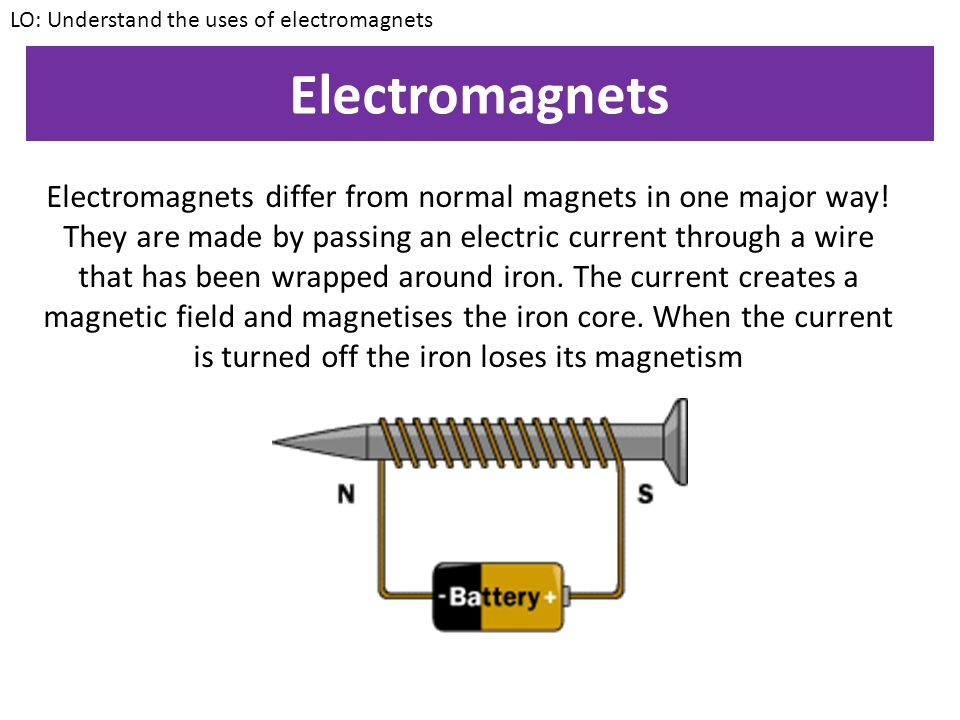 LO: Understand the uses of electromagnets
Electromagnets
Electromagnets differ from normal magnets in one major way!
They are made by passing an electric current through a wire
that has been wrapped around iron. The current creates a
magnetic field and magnetises the iron core. When the current
is turned off the iron loses its magnetism
N S
-Battery+